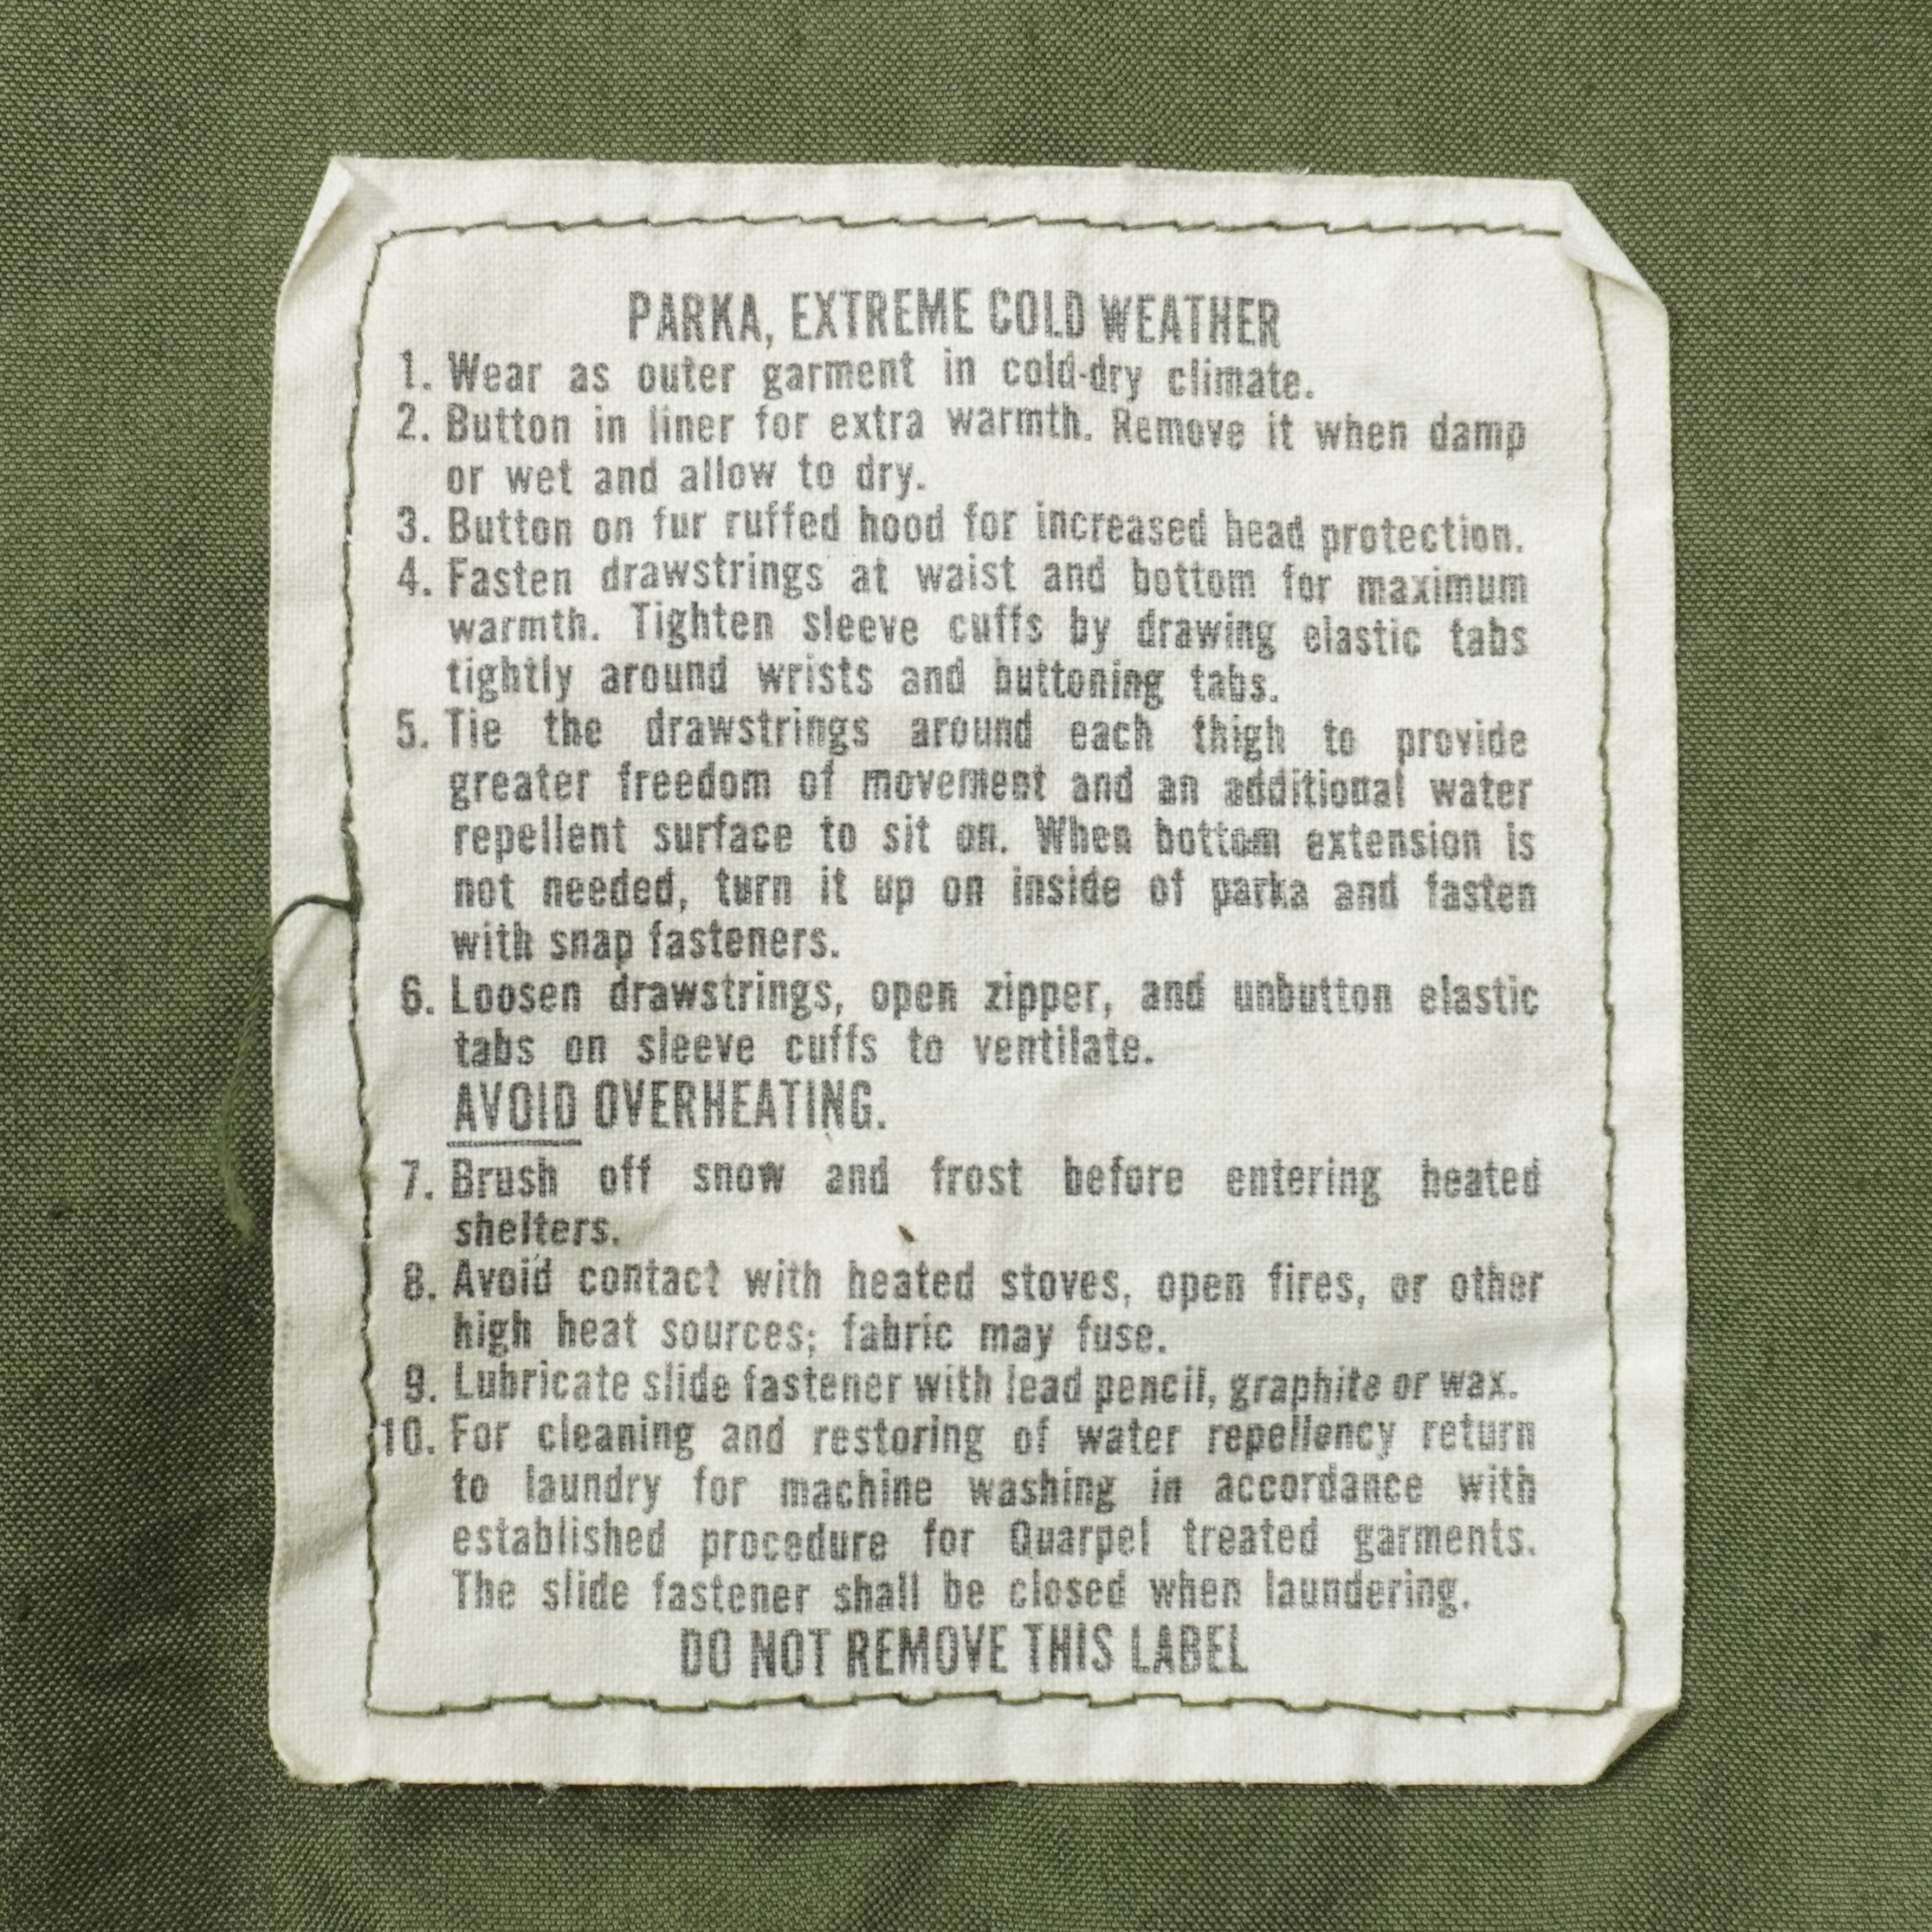 PARKA, EXTREME COLD WEATHER
1. Wear as outer garment in cold-dry climate.
2. Button in liner for extra warmth. Remove it when damp
or wet and allow to dry.
3. Button on fur ruffed hood for increased head protection.
4. Fasten drawstrings at waist and bottom for maximum
warmth. Tighten sleeve cuffs by drawing elastic tabs
tightly around wrists and buttoning tabs.
5. Tie the drawstrings around each thigh to provide
greater freedom of movement and an additional water
repellent surface to sit on. When bottom extension is
not needed, turn it up on inside of parka and fasten
with snap fasteners.
6. Loosen drawstrings, open zipper, and unbutton elastic
tabs on sleeve cuffs to ventilate.
AVOID OVERHEATING.
7. Brush off snow and frost before entering heated
shelters.
8. Avoid contact with heated stoves, open fires, or other
high heat sources; fabric may fuse.
9. Lubricate slide fastener with lead pencil, graphite or wax.
10. For cleaning and restoring of water repellency return
to laundry for machine washing in accordance with
established procedure for Quarpel treated garments.
The slide fastener shall be closed when laundering.
DO NOT REMOVE THIS LABEL